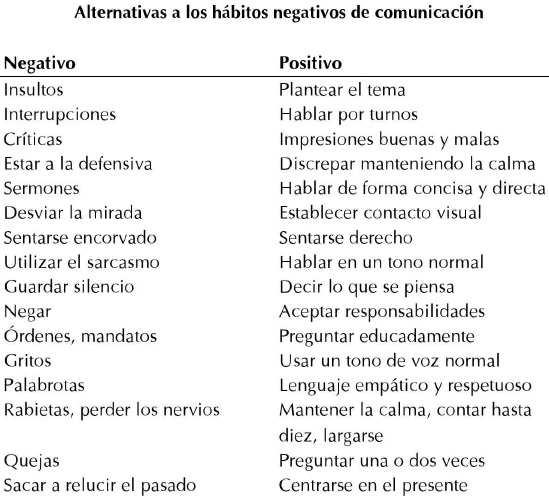 Alternativas a los hábitos negativos de comunicación
Negativo Positivo
Insultos Plantear el tema
Interrupciones Hablar por turnos
Críticas Impresiones buenas y malas
Estar a la defensiva Discrepar manteniendo la calma
Sermones Hablar de forma concisa y directa
Desviar la mirada Establecer contacto visual
Sentarse encorvado Sentarse derecho
Utilizar el sarcasmo Hablar en un tono normal
Guardar silencio Decir lo que se piensa
Negar Aceptar responsabilidades
Órdenes, mandatos Preguntar educadamente
Gritos Usar un tono de voz normal
Palabrotas Lenguaje empático y respetuoso
Rabietas, perder los nervios Mantener la calma, contar hasta
diez, largarse
Quejas Preguntar una o dos veces
Sacar a relucir el pasado Centrarse en el presente